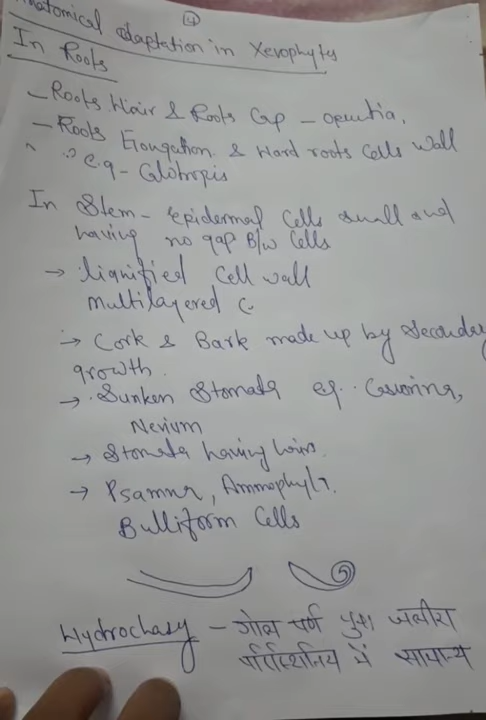 ④
Anatomical adaptation in Xerophytes
In Roots
– Roots Hair & Roots Cap – opuntia,
– Roots Elongation & Hard roots Cells Wall
e.g – Calotropis
In Stem – epidermal cells small and
having no gap B/w Cells
→ lignified cell wall
multilayered C
→ Cork & Bark made up by Secondary
growth.
→ Sunken Stomata eg. Casurina,
Nerium
→ Stomata having hairs.
→ Psamma, Ammophyla.
Bulliform Cells
Hydrochasy – गोल पर्ण जलीय
में सामान्य